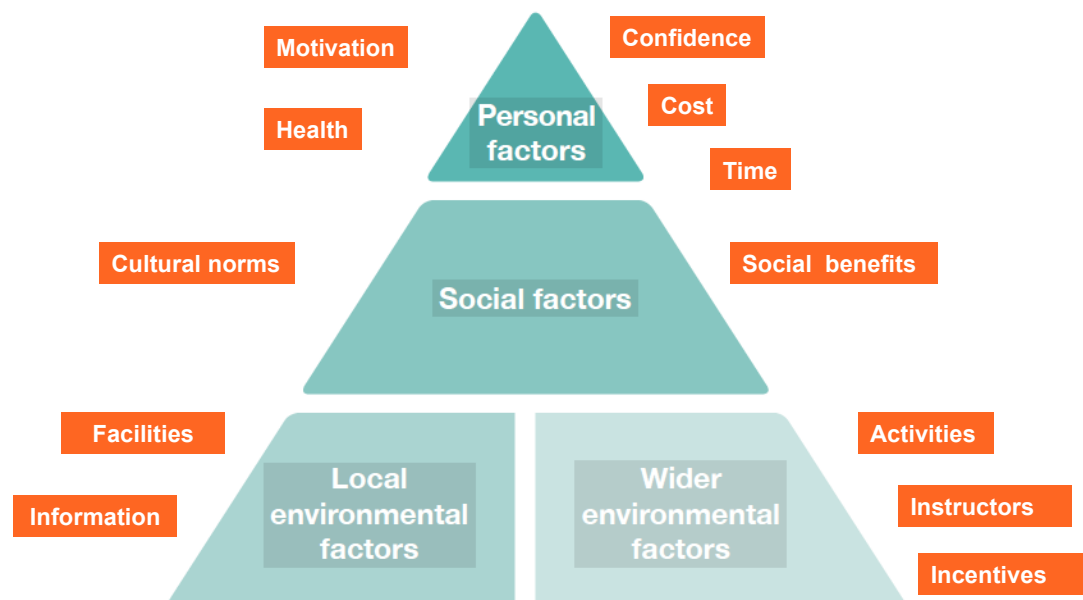 Motivation
Confidence
Health
Cost
Personal
factors
Time
Cultural norms
Social benefits
Social factors
Facilities
Activities
Local
environmental
factors
Wider
environmental
factors
Information
Instructors
Incentives